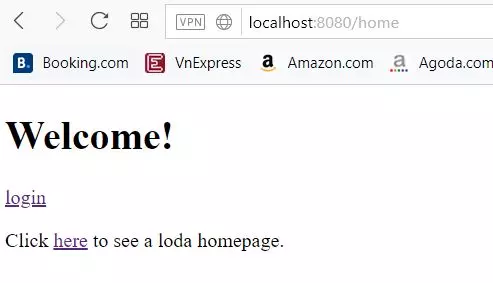 VPN localhost:8080/home
B. Booking.com E VnExpress a Amazon.com a Agoda.com
Welcome!
login
Click here to see a loda homepage.